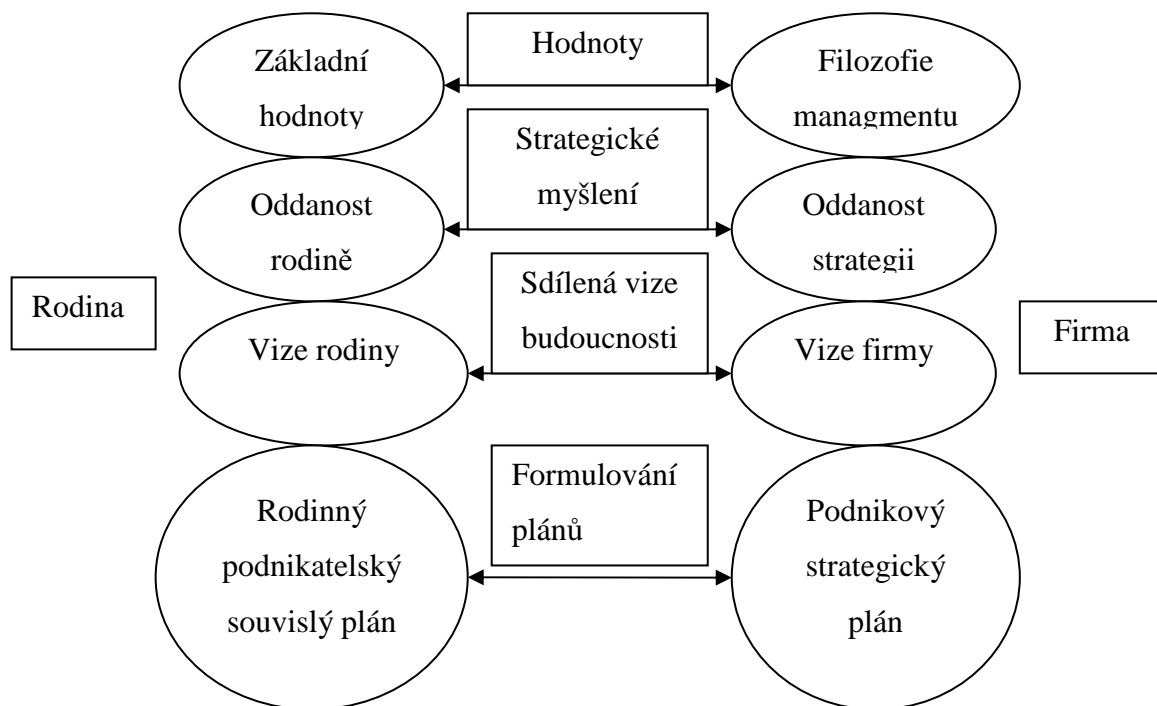 Základní
hodnoty
Hodnoty
Filozofie
managmentu
Strategické
myšlení
Oddanost
rodině
Oddanost
strategii
Rodina
Sdílená vize
budoucnosti
Firma
Vize rodiny
Vize firmy
Formulování
plánů
Rodinný
podnikatelský
souvislý plán
Podnikový
strategický
plán